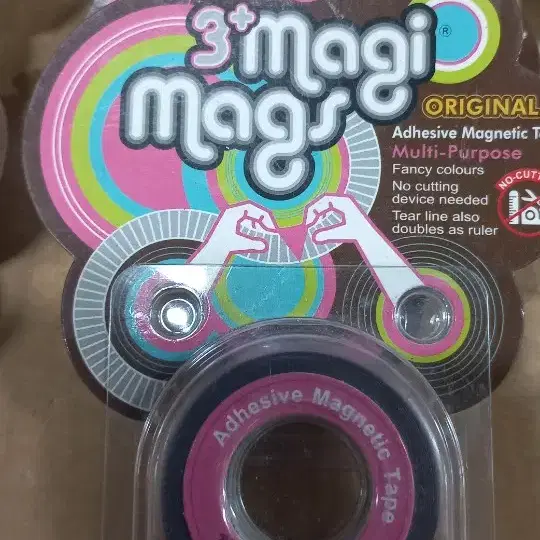 3+ Magi
Mags
®
ORIGINAL
Adhesive Magnetic T
Multi-Purpose
Fancy colours
No cutting
device needed
Tear line also
doubles as ruler
NO-CUTT
Adhesive Magnetic Tape